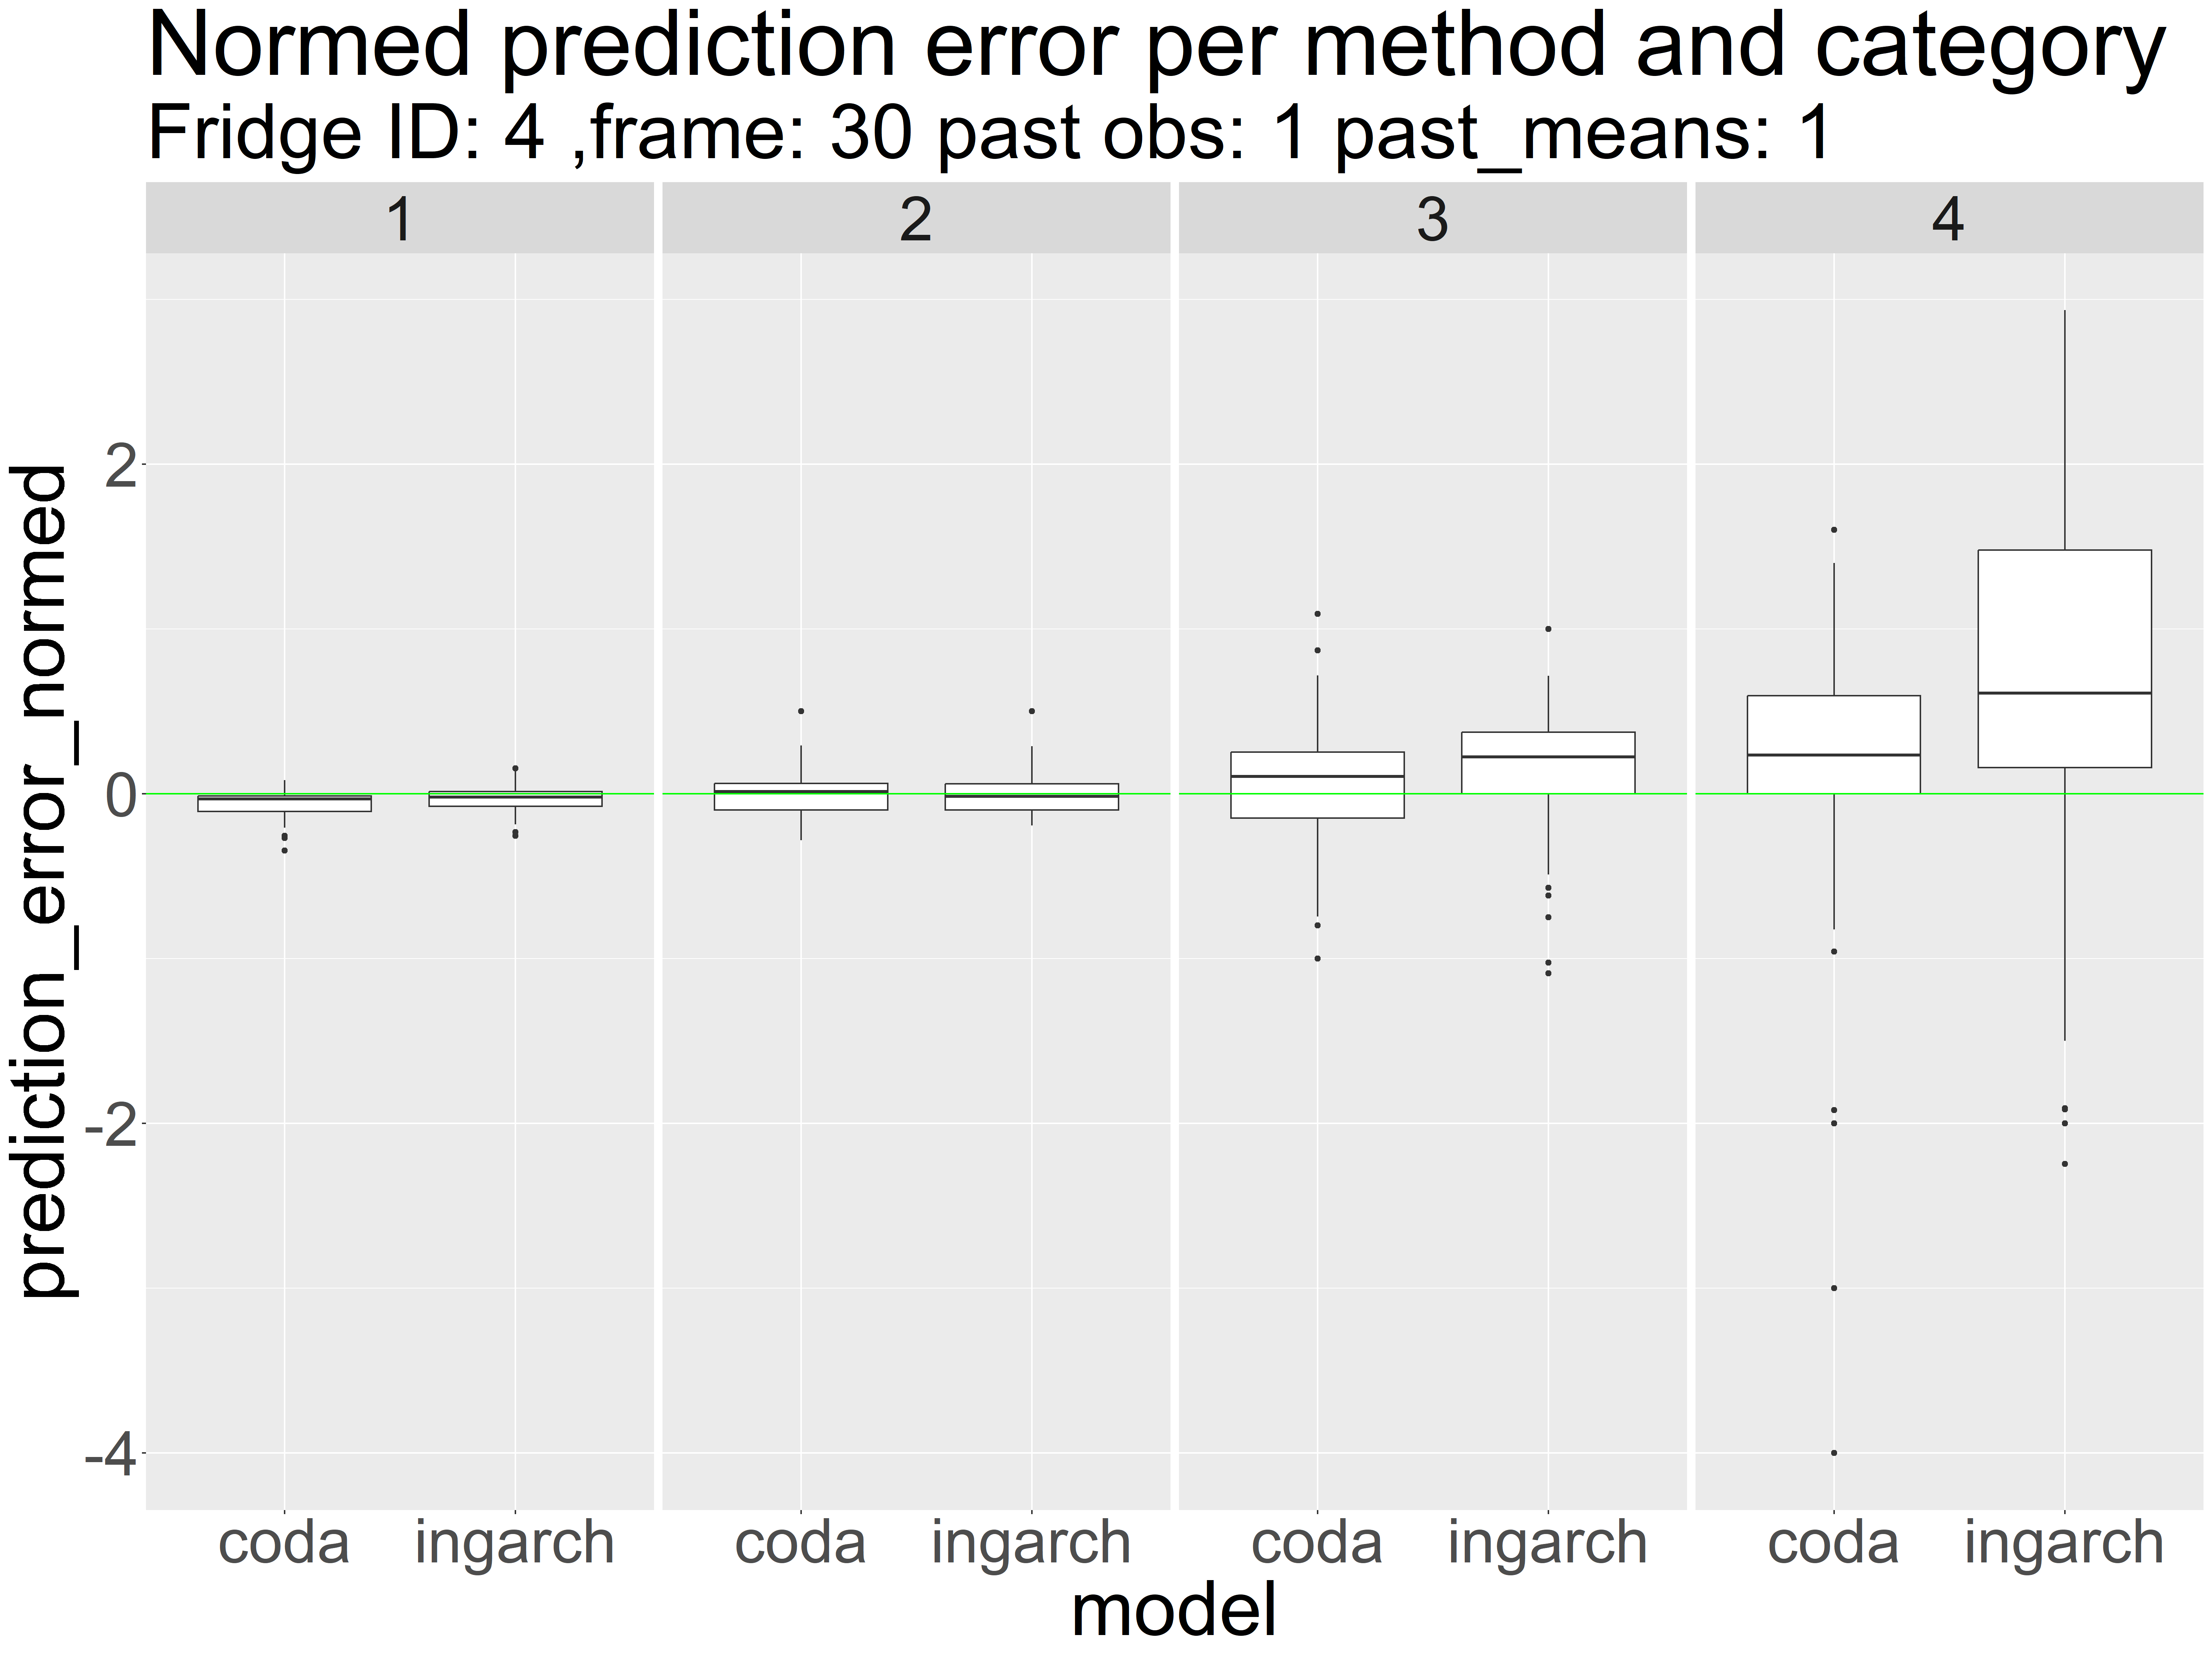 Normed prediction error per method and category
Fridge ID: 4 ,frame: 30 past obs: 1 past_means: 1
1 2 3 4
prediction_error_normed
2
0
-2
-4
coda ingarch coda ingarch coda ingarch coda ingarch
model